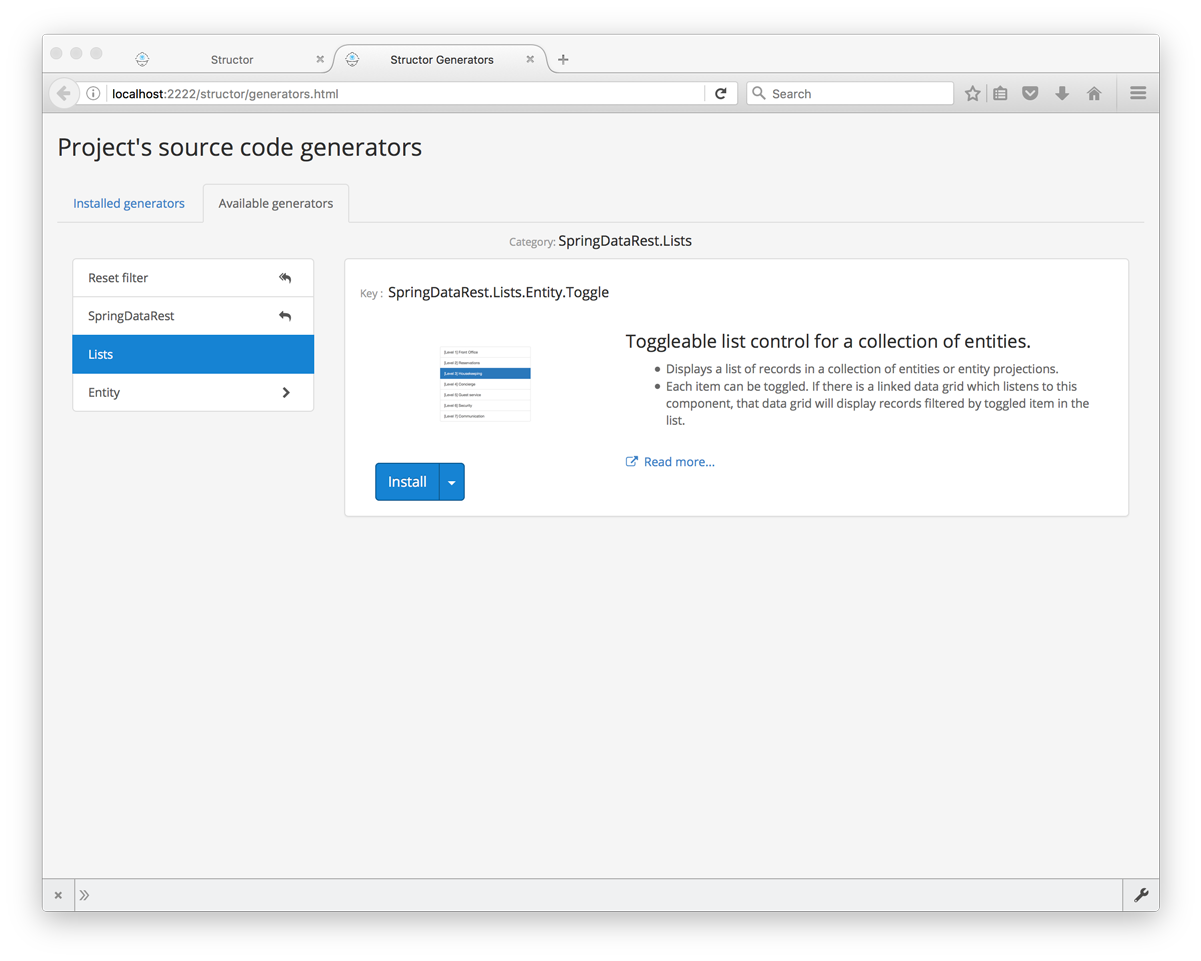 Structor
Structor Generators
localhost:2222/structor/generators.html
Search
Project's source code generators
Installed generators
Available generators
Category: SpringDataRest.Lists
Reset filter
SpringDataRest
Lists
Entity
Key : SpringDataRest.Lists.Entity.Toggle
[Level 1] Front Office
[Level 2] Reservations
[Level 3] Housekeeping
[Level 4] Concierge
[Level 5] Guest service
[Level 6] Security
[Level 7] Communication
Install
Toggleable list control for a collection of entities.
Displays a list of records in a collection of entities or entity projections.
Each item can be toggled. If there is a linked data grid which listens to this
component, that data grid will display records filtered by toggled item in the
list.
Read more...